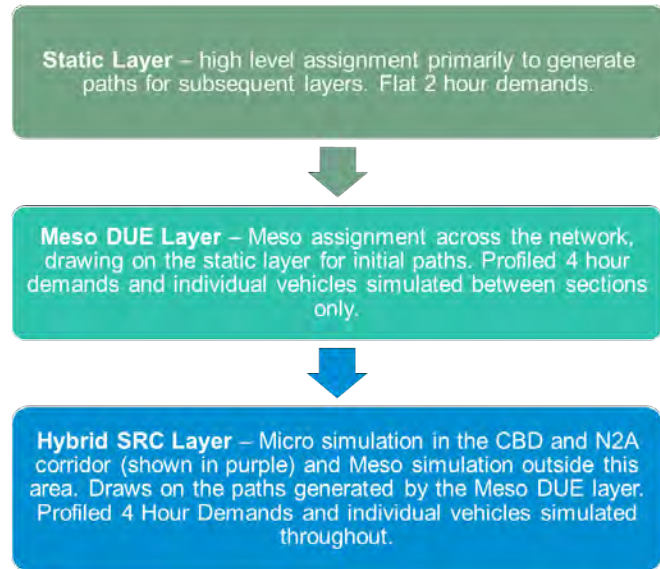 Static Layer – high level assignment primarily to generate
paths for subsequent layers. Flat 2 hour demands.
Meso DUE Layer – Meso assignment across the network,
drawing on the static layer for initial paths. Profiled 4 hour
demands and individual vehicles simulated between sections
only.
Hybrid SRC Layer – Micro simulation in the CBD and N2A
corridor (shown in purple) and Meso simulation outside this
area. Draws on the paths generated by the Meso DUE layer.
Profiled 4 Hour Demands and individual vehicles simulated
throughout.